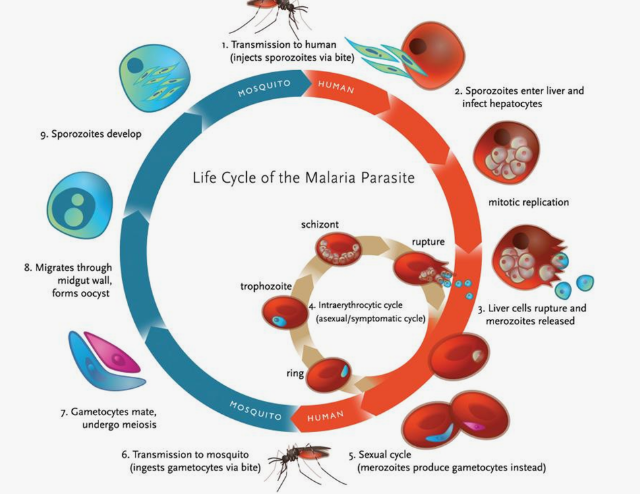 1. Transmission to human
(injects sporozoites via bite)
MOSQUITO
HUMAN
2. Sporozoites enter liver and
infect hepatocytes
9. Sporozoites develop
Life Cycle of the Malaria Parasite
mitotic replication
schizont
rupture
8. Migrates through
midgut wall,
forms oocyst
trophozoite
4. Intraerythrocytic cycle
(asexual/symptomatic cycle)
3. Liver cells rupture and
merozoites released
ring
7. Gametocytes mate,
undergo meiosis
MOSQUITO
HUMAN
6. Transmission to mosquito
(ingests gametocytes via bite)
5. Sexual cycle
(merozoites produce gametocytes instead)